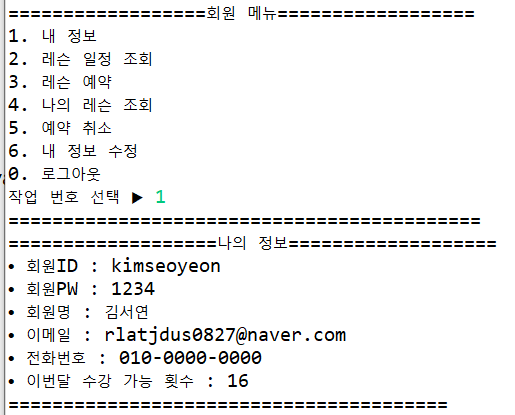 ===================회원 메뉴===================
1. 내 정보
2. 레슨 일정 조회
3. 레슨 예약
4. 나의 레슨 조회
5. 예약 취소
6. 내 정보 수정
0. 로그아웃
작업 번호 선택 ▶ 1
=============================================
====================나의 정보====================
• 회원ID : kimseoyeon
• 회원PW : 1234
• 회원명 : 김서연
• 이메일 : rlatjdus0827@naver.com
• 전화번호 : 010-0000-0000
• 이번달 수강 가능 횟수 : 16
==========================================